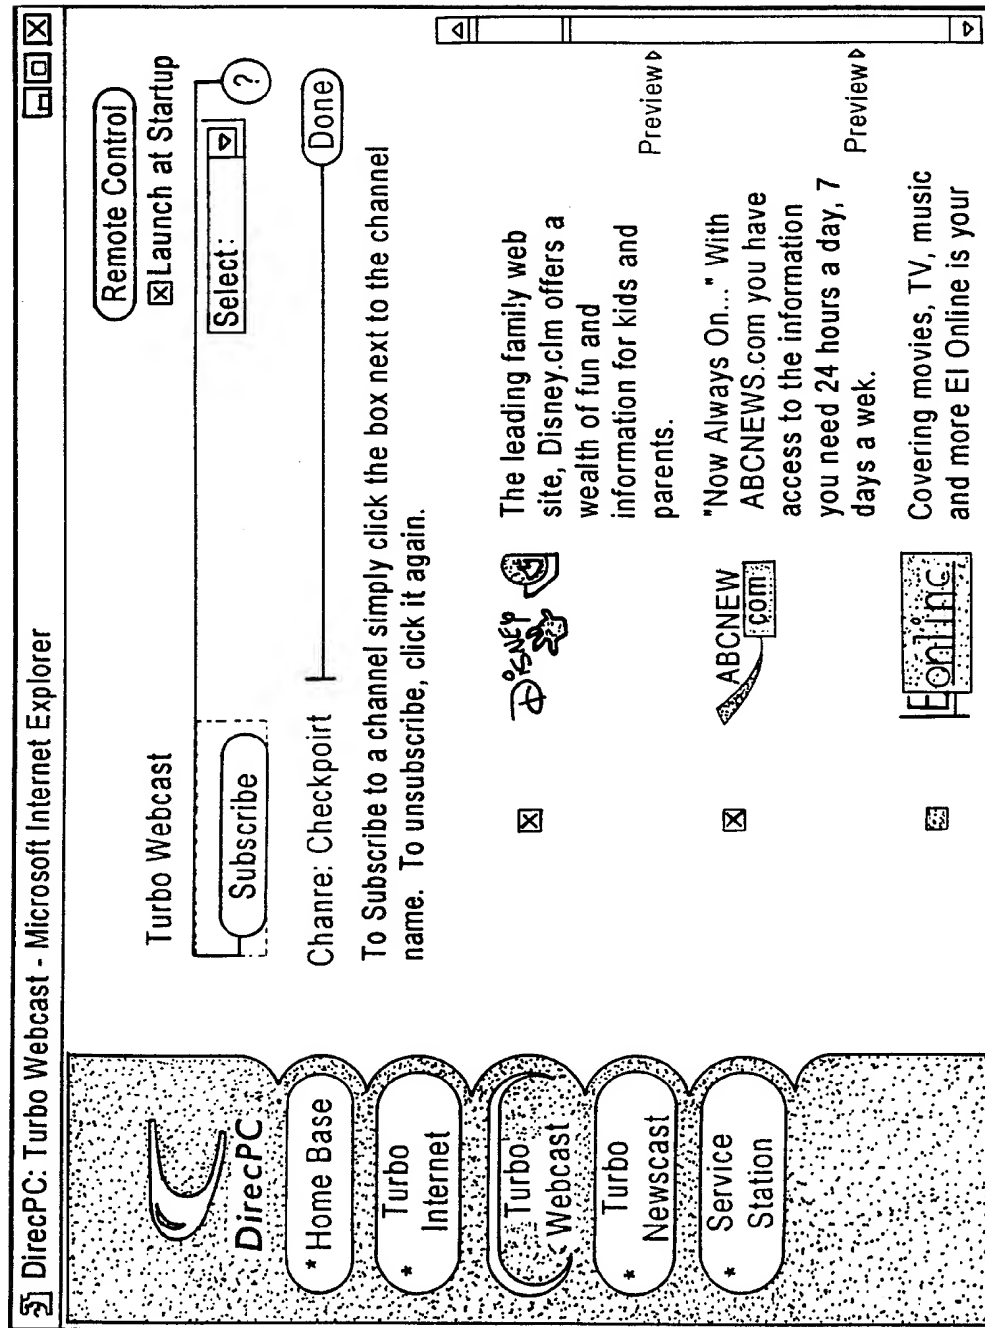 DirecPC: Turbo Webcast - Microsoft Internet Explorer
DirecPC
* Home Base
* Turbo
Internet
Turbo
Webcast
* Turbo
Newscast
* Service
Station
Remote Control
Launch at Startup
Turbo Webcast
Subscribe
Select:
?
Chanre: Checkpoirt
Done
To Subscribe to a channel simply click the box next to the channel
name. To unsubscribe, click it again.
Disney
The leading family web
site, Disney.clm offers a
wealth of fun and
information for kids and
parents.
Preview
ABCNEW
com
"Now Always On..." With
ABCNEWS.com you have
access to the information
you need 24 hours a day, 7
days a wek.
Preview
E onlinc
Covering movies, TV, music
and more EI Online is your